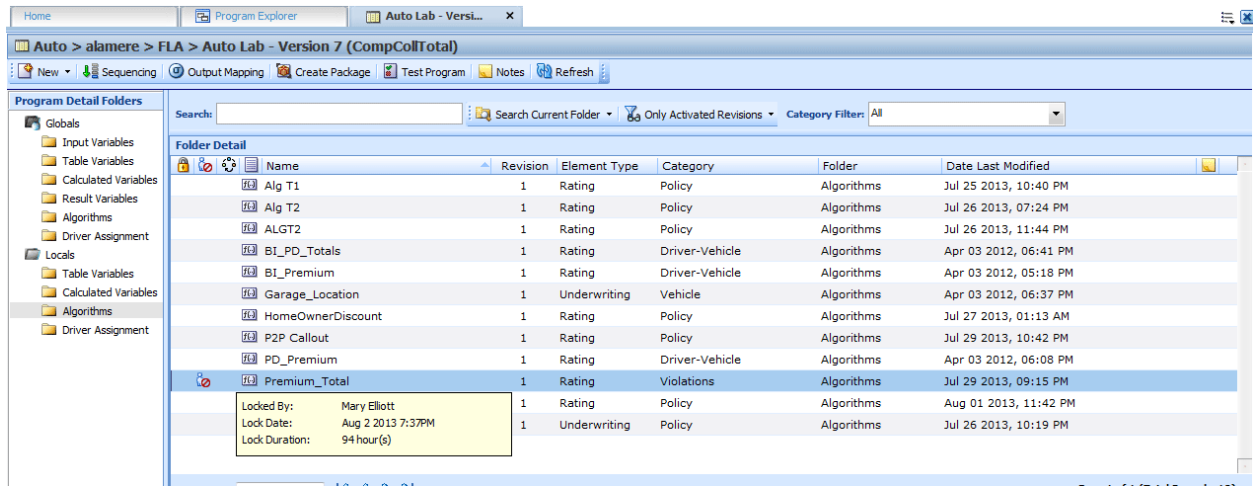 Home Program Explorer Auto Lab - Versi... ×
Auto > alamere > FLA > Auto Lab - Version 7 (CompCollTotal)
New Sequencing Output Mapping Create Package Test Program Notes Refresh
Program Detail Folders
Globals
Input Variables
Table Variables
Calculated Variables
Result Variables
Algorithms
Driver Assignment
Locals
Table Variables
Calculated Variables
Algorithms
Driver Assignment
Search: Search Current Folder Only Activated Revisions Category Filter: All
Folder Detail
Name Revision Element Type Category Folder Date Last Modified
Alg T1 1 Rating Policy Algorithms Jul 25 2013, 10:40 PM
Alg T2 1 Rating Policy Algorithms Jul 26 2013, 07:24 PM
ALGT2 1 Rating Policy Algorithms Jul 26 2013, 11:44 PM
BI_PD_Totals 1 Rating Driver-Vehicle Algorithms Apr 03 2012, 06:41 PM
BI_Premium 1 Rating Driver-Vehicle Algorithms Apr 03 2012, 05:18 PM
Garage_Location 1 Underwriting Vehicle Algorithms Apr 03 2012, 06:37 PM
HomeOwnerDiscount 1 Rating Policy Algorithms Jul 27 2013, 01:13 AM
P2P Callout 1 Rating Policy Algorithms Jul 29 2013, 10:42 PM
PD_Premium 1 Rating Driver-Vehicle Algorithms Apr 03 2012, 06:08 PM
Premium_Total 1 Rating Violations Algorithms Jul 29 2013, 09:15 PM
1 Rating Policy Algorithms Aug 01 2013, 11:42 PM
1 Underwriting Policy Algorithms Jul 26 2013, 10:19 PM
Locked By: Mary Elliott
Lock Date: Aug 2 2013 7:37PM
Lock Duration: 94 hour(s)